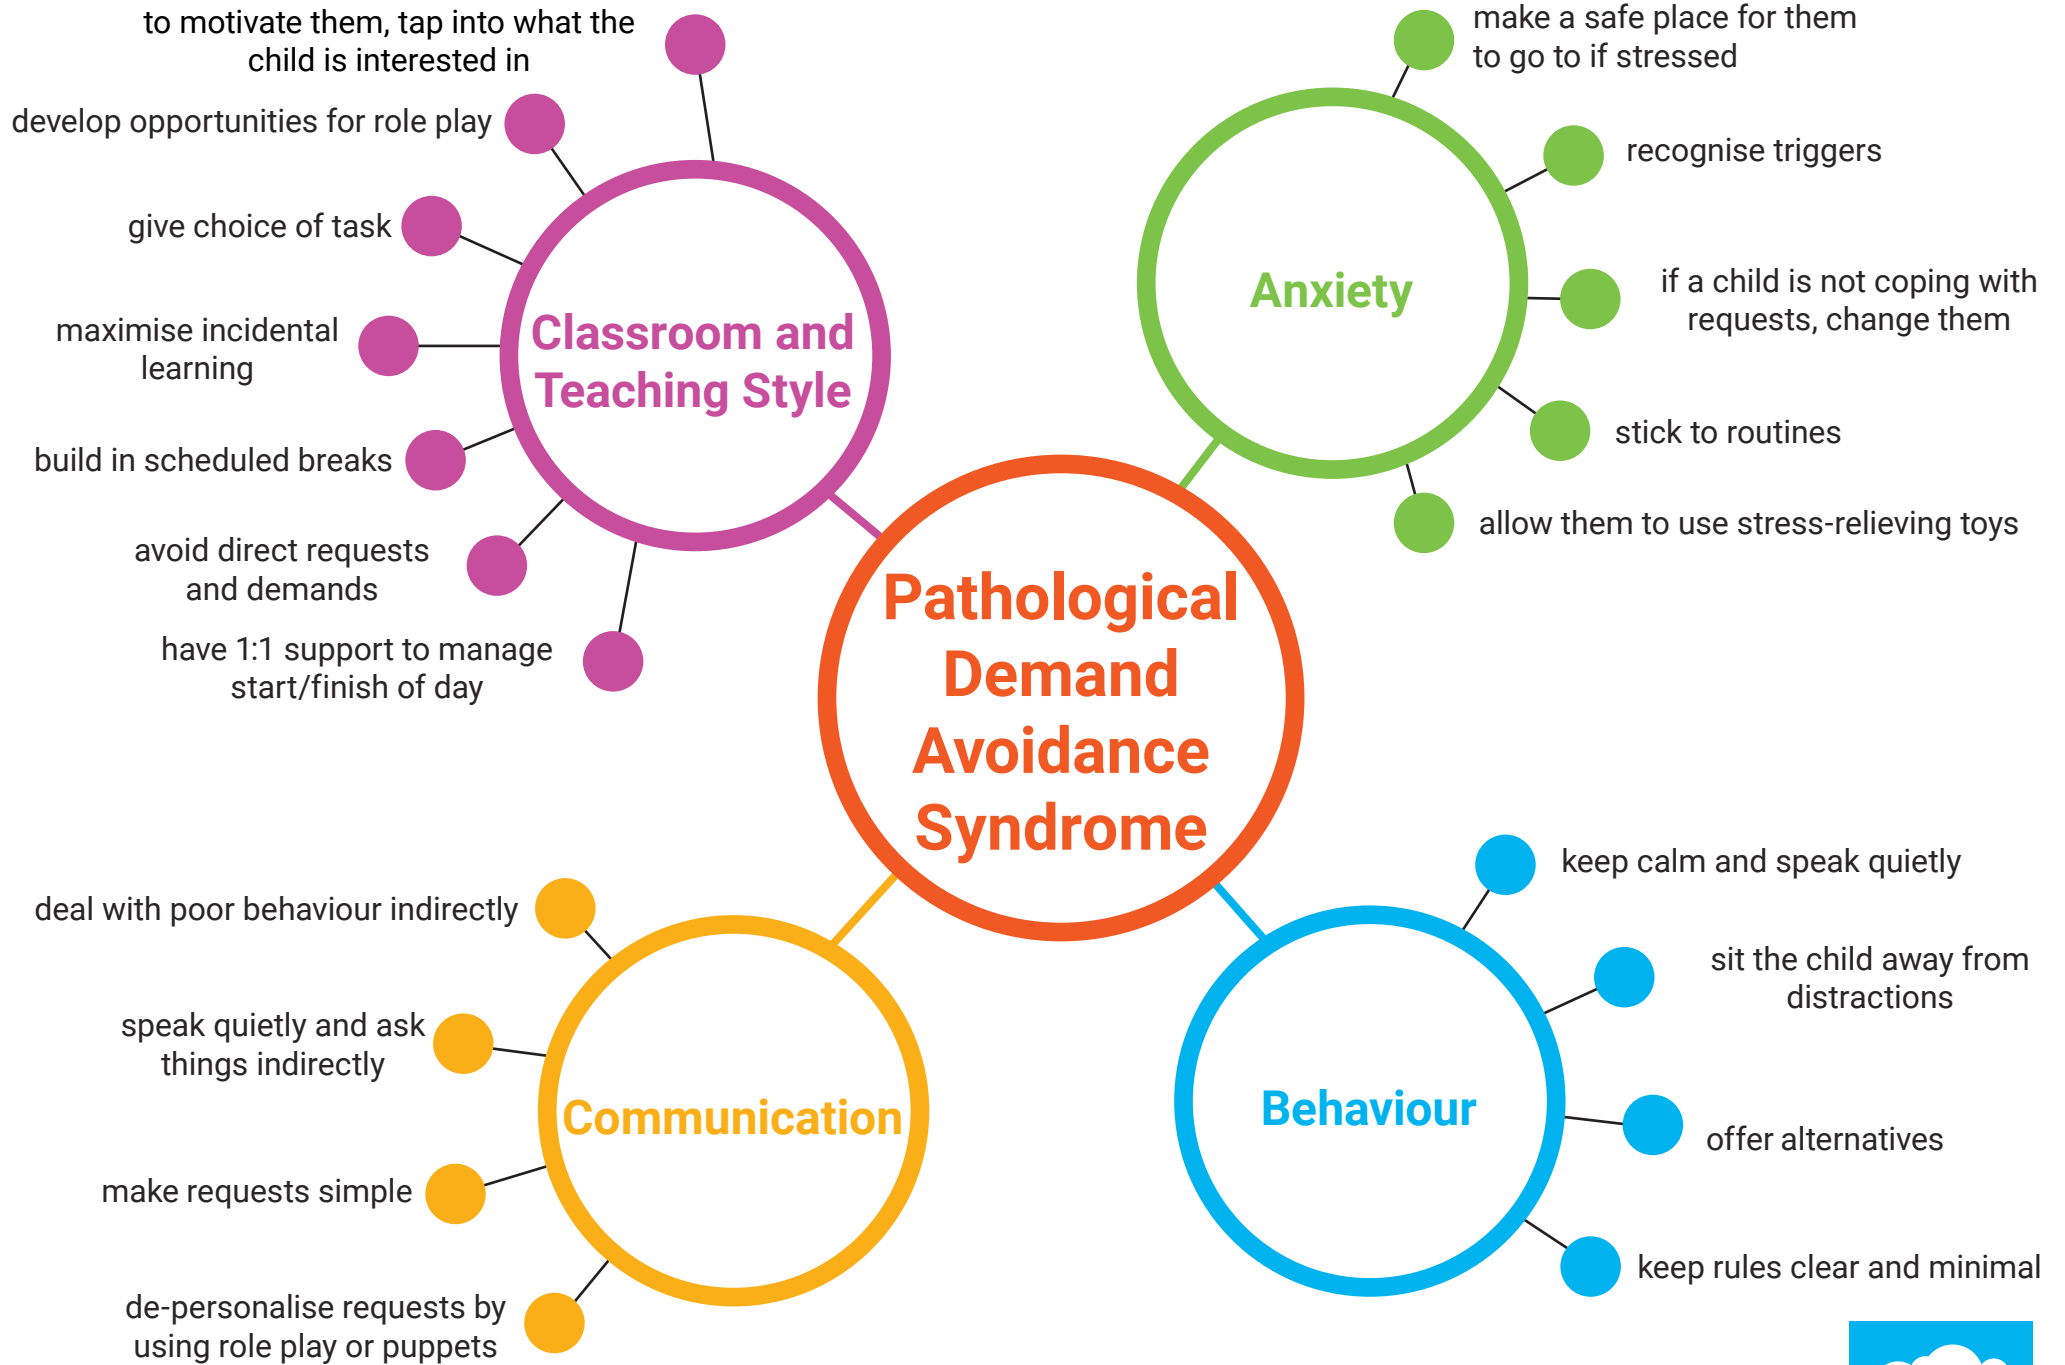 to motivate them, tap into what the
child is interested in
develop opportunities for role play
give choice of task
maximise incidental
learning
build in scheduled breaks
avoid direct requests
and demands
have 1:1 support to manage
start/finish of day
Classroom and
Teaching Style
make a safe place for them
to go to if stressed
recognise triggers
if a child is not coping with
requests, change them
stick to routines
allow them to use stress-relieving toys
Anxiety
Pathological
Demand
Avoidance
Syndrome
deal with poor behaviour indirectly
speak quietly and ask
things indirectly
make requests simple
de-personalise requests by
using role play or puppets
Communication
keep calm and speak quietly
sit the child away from
distractions
offer alternatives
keep rules clear and minimal
Behaviour